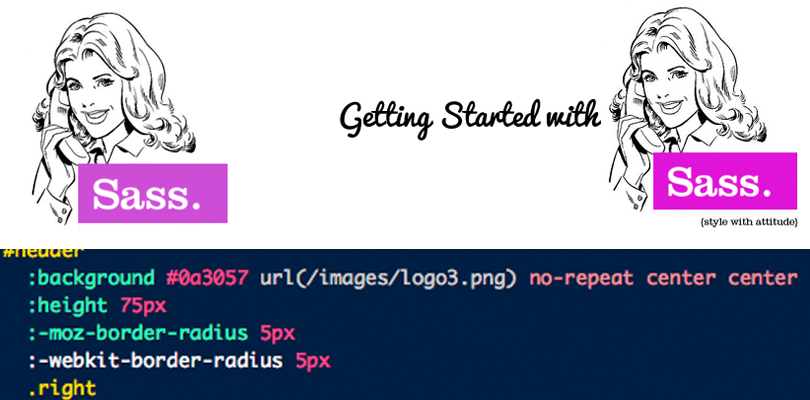 Getting Started with
Sass.
Sass.
{style with attitude}
#header
:background #0a3057 url(/images/logo3.png) no-repeat center center
:height 75px
:-moz-border-radius 5px
:-webkit-border-radius 5px
.right